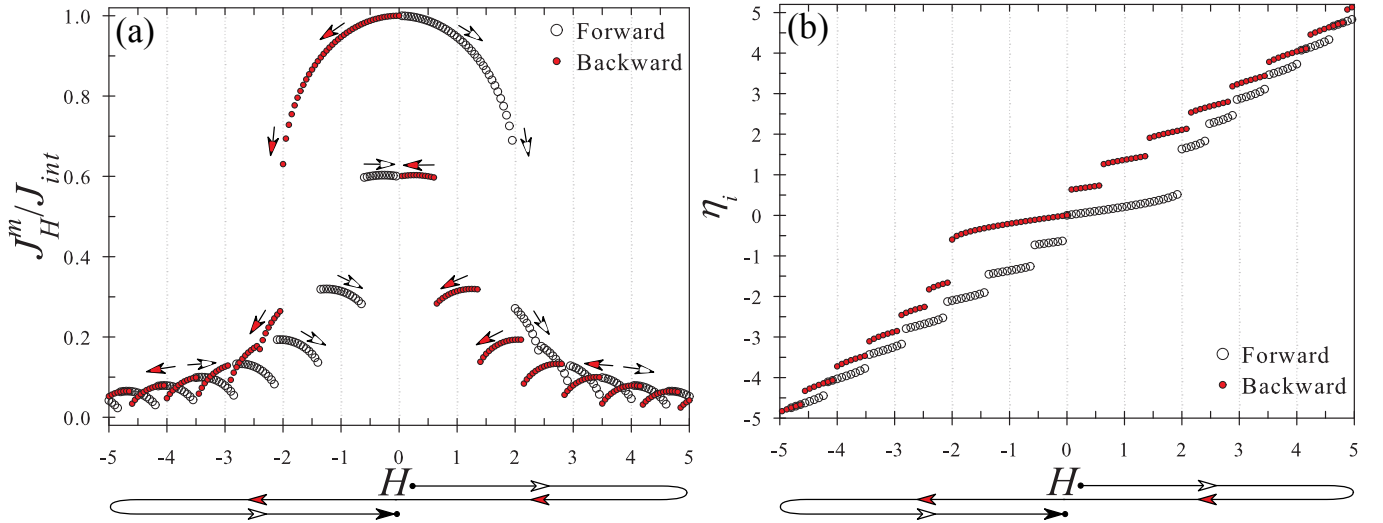 (a)
Forward
Backward
J_H^m/J_int
1.0
0.8
0.6
0.4
0.2
0.0
-5 -4 -3 -2 -1 0 1 2 3 4 5
H
(b)
η_i
5
4
3
2
1
0
-1
-2
-3
-4
-5
Forward
Backward
-5 -4 -3 -2 -1 0 1 2 3 4 5
H